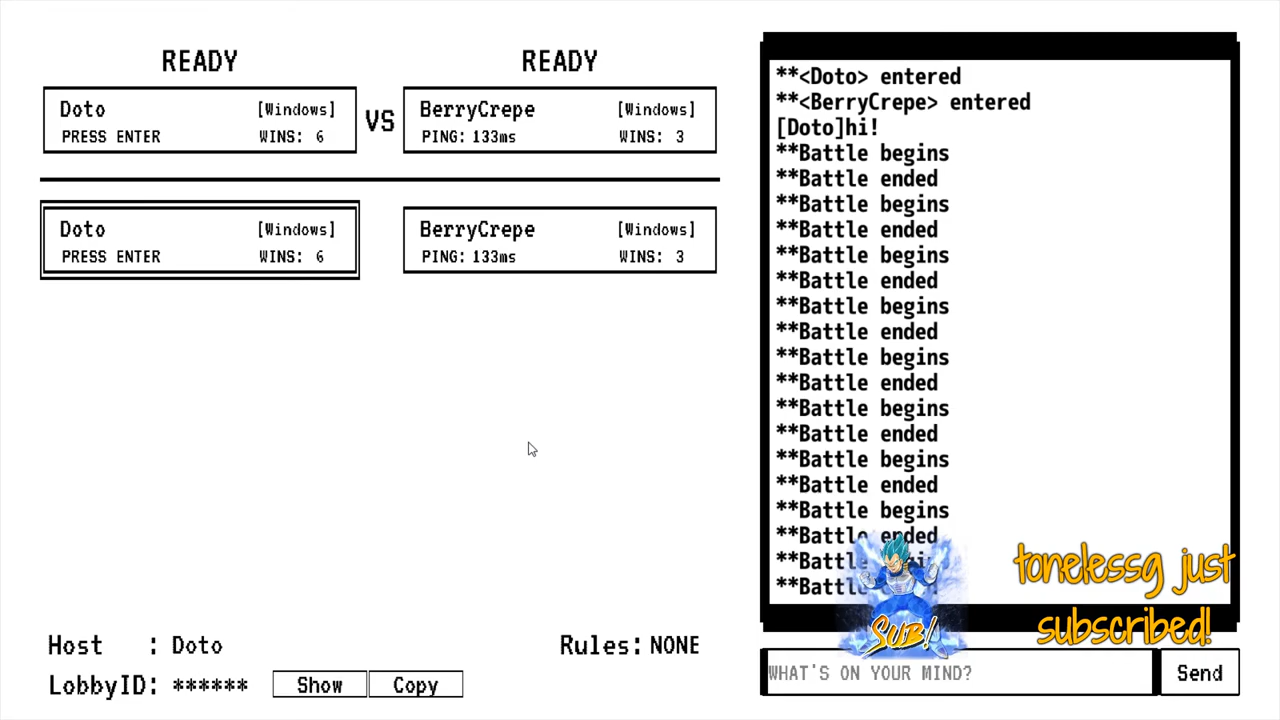 READY
READY
Doto [Windows]
PRESS ENTER WINS: 6
VS
BerryCrepe [Windows]
PING: 133ms WINS: 3
Doto [Windows]
PRESS ENTER WINS: 6
BerryCrepe [Windows]
PING: 133ms WINS: 3
Host : Doto
Rules: NONE
LobbyID: ****** Show Copy
**<Doto> entered
**<BerryCrepe> entered
[Doto]hi!
**Battle begins
**Battle ended
**Battle begins
**Battle ended
**Battle begins
**Battle ended
**Battle begins
**Battle ended
**Battle begins
**Battle ended
**Battle begins
**Battle ended
**Battle begins
**Battle ended
**Battle begins
**Battle ended
**Battle
**Battle
SUB!
tonelessg just
subscribed!
WHAT'S ON YOUR MIND? Send